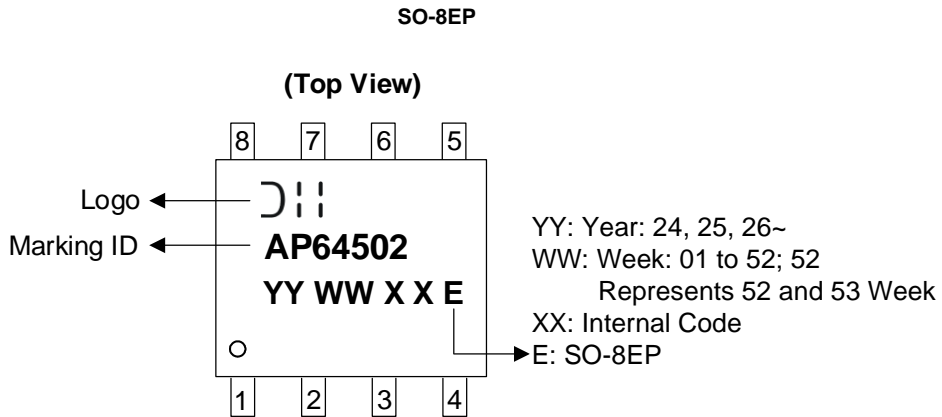 SO-8EP
(Top View)
8 7 6 5
Logo
Marking ID
AP64502
YY WW X X E
YY: Year: 24, 25, 26~
WW: Week: 01 to 52; 52
Represents 52 and 53 Week
XX: Internal Code
E: SO-8EP
1 2 3 4